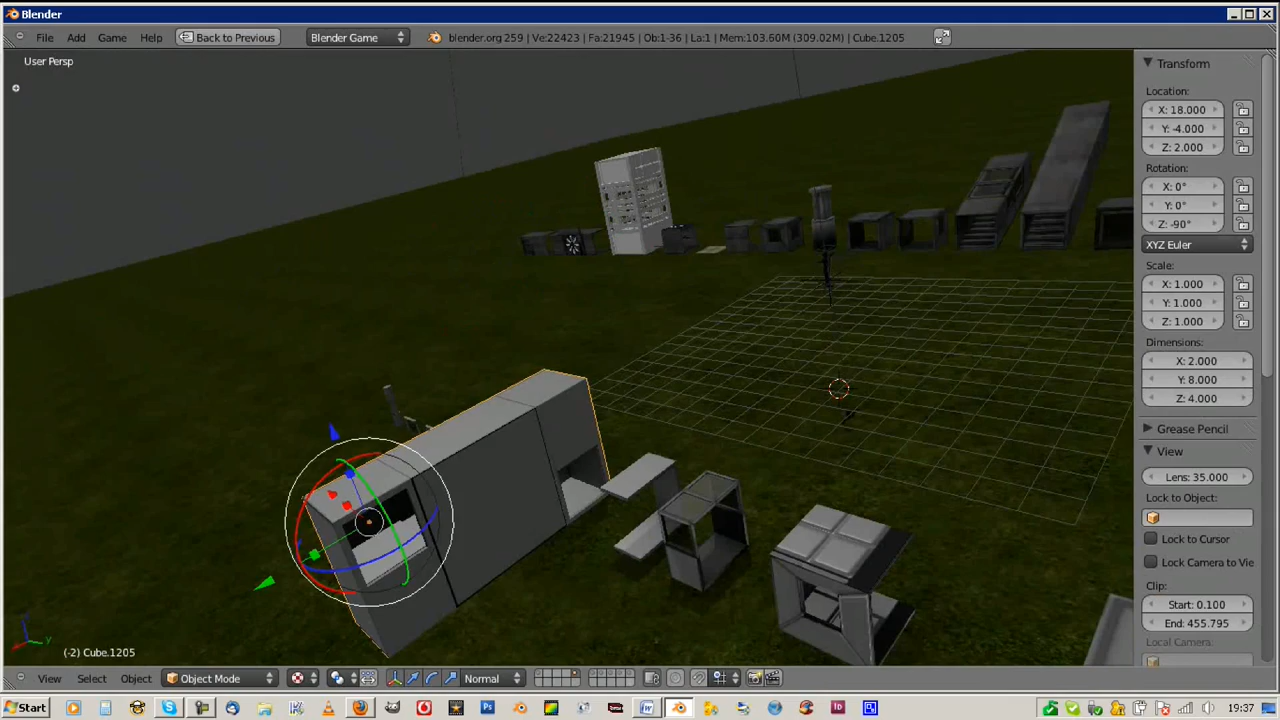 Blender
File Add Game Help Back to Previous Blender Game blender.org 259 | Ve:22423 | Fa:21945 | Ob:1-36 | La:1 | Mem:103.60M (309.02M) | Cube.1205
User Persp
Transform
Location:
X: 18.000
Y: -4.000
Z: 2.000
Rotation:
X: 0°
Y: 0°
Z: -90°
XYZ Euler
Scale:
X: 1.000
Y: 1.000
Z: 1.000
Dimensions:
X: 2.000
Y: 8.000
Z: 4.000
Grease Pencil
View
Lens: 35.000
Lock to Object:
Lock to Cursor
Lock Camera to Vie
Clip:
Start: 0.100
End: 455.795
Local Camera:
y
(-2) Cube.1205
View Select Object Object Mode Normal
Start W Ps Id 19:37